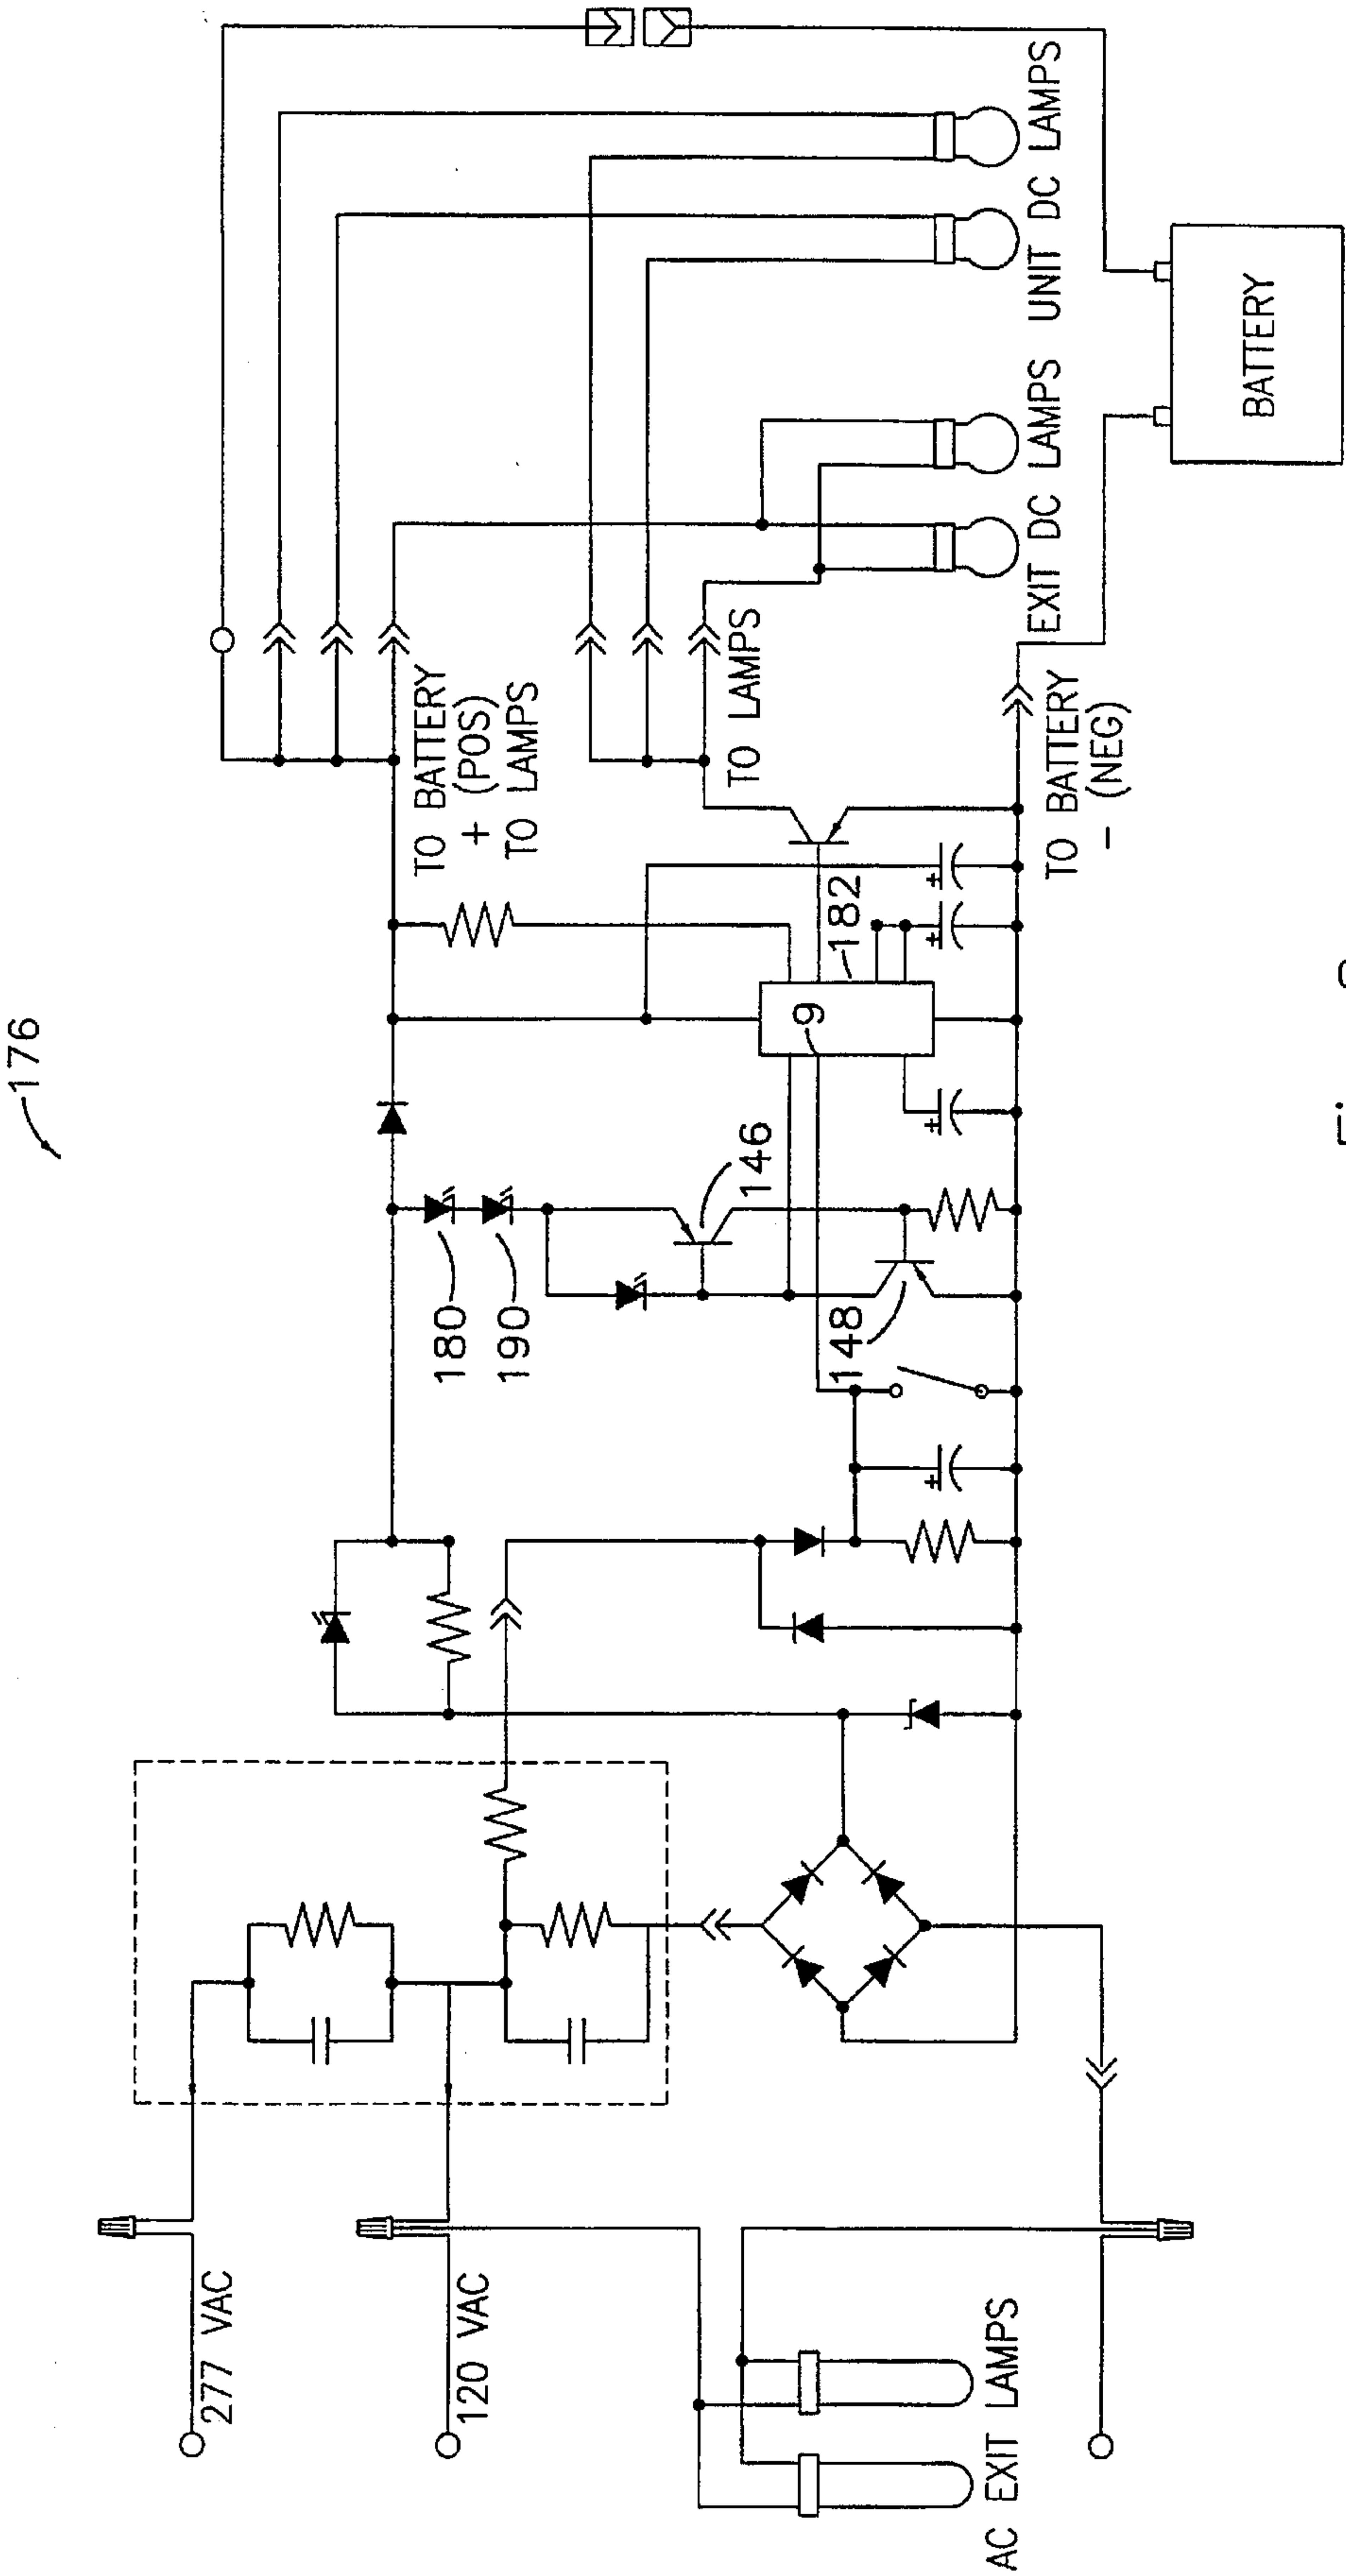 176
277 VAC
120 VAC
AC EXIT LAMPS
180
190
146
148
9
182
TO BATTERY
+ (POS)
TO LAMPS
TO LAMPS
TO BATTERY
- (NEG)
EXIT DC LAMPS
UNIT DC LAMPS
BATTERY